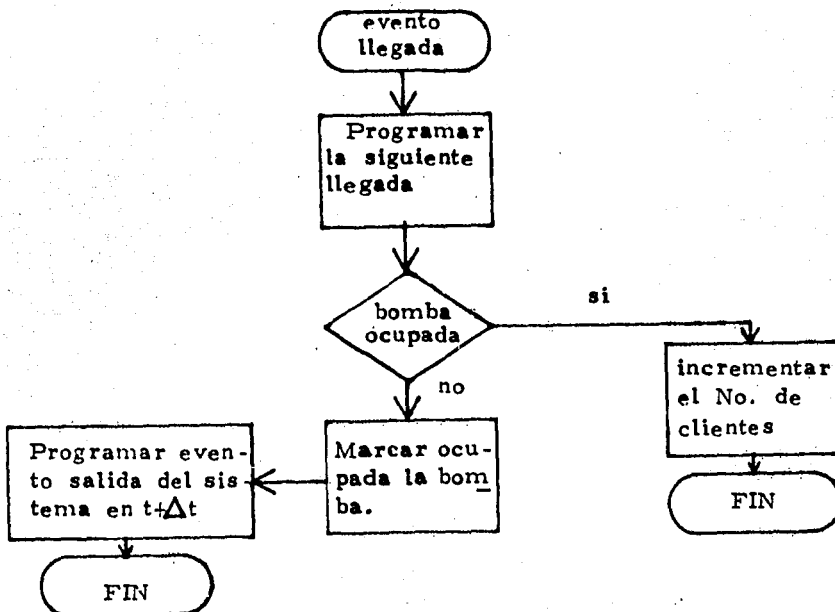 evento
llegada
Programar
la siguiente
llegada
bomba
ocupada
si
no
incrementar
el No. de
clientes
FIN
Marcar ocu-
pada la bom
ba.
Programar even-
to salida del sis
tema en t+Δt
FIN